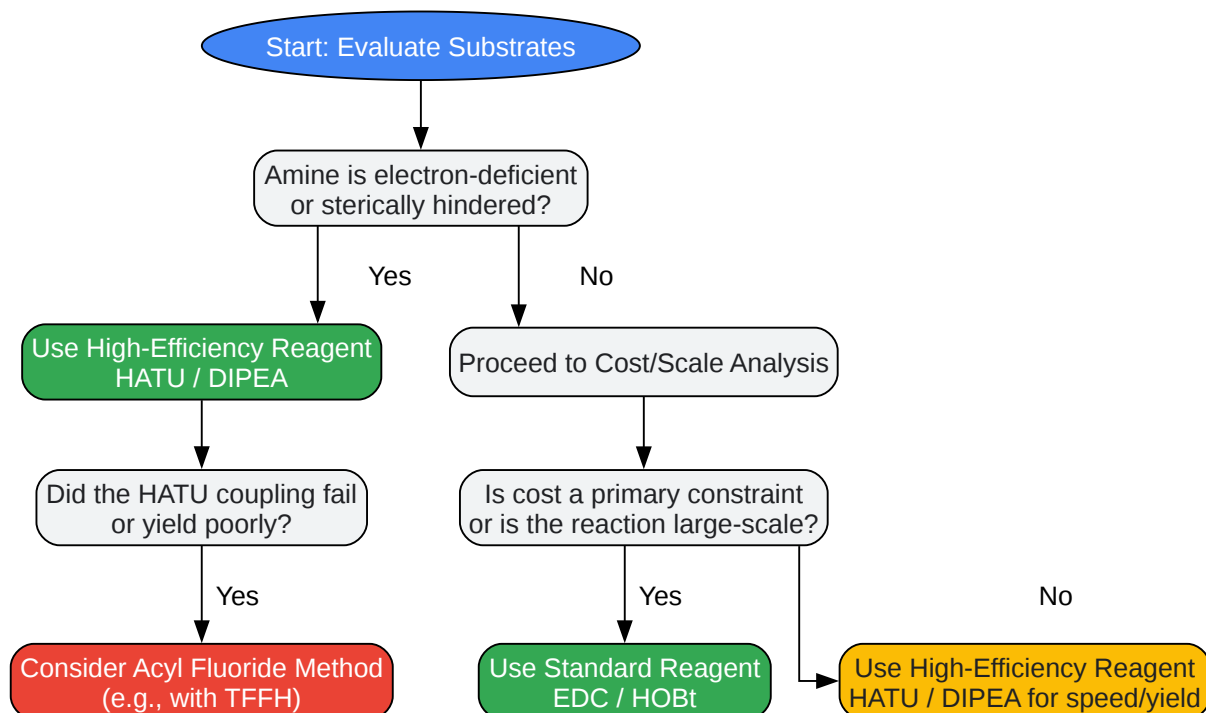 Start: Evaluate Substrates
Amine is electron-deficient
or sterically hindered?
Yes
No
Use High-Efficiency Reagent
HATU / DIPEA
Proceed to Cost/Scale Analysis
Did the HATU coupling fail
or yield poorly?
Is cost a primary constraint
or is the reaction large-scale?
Yes
Yes
No
Consider Acyl Fluoride Method
(e.g., with TFFH)
Use Standard Reagent
EDC / HOBt
Use High-Efficiency Reagent
HATU / DIPEA for speed/yield